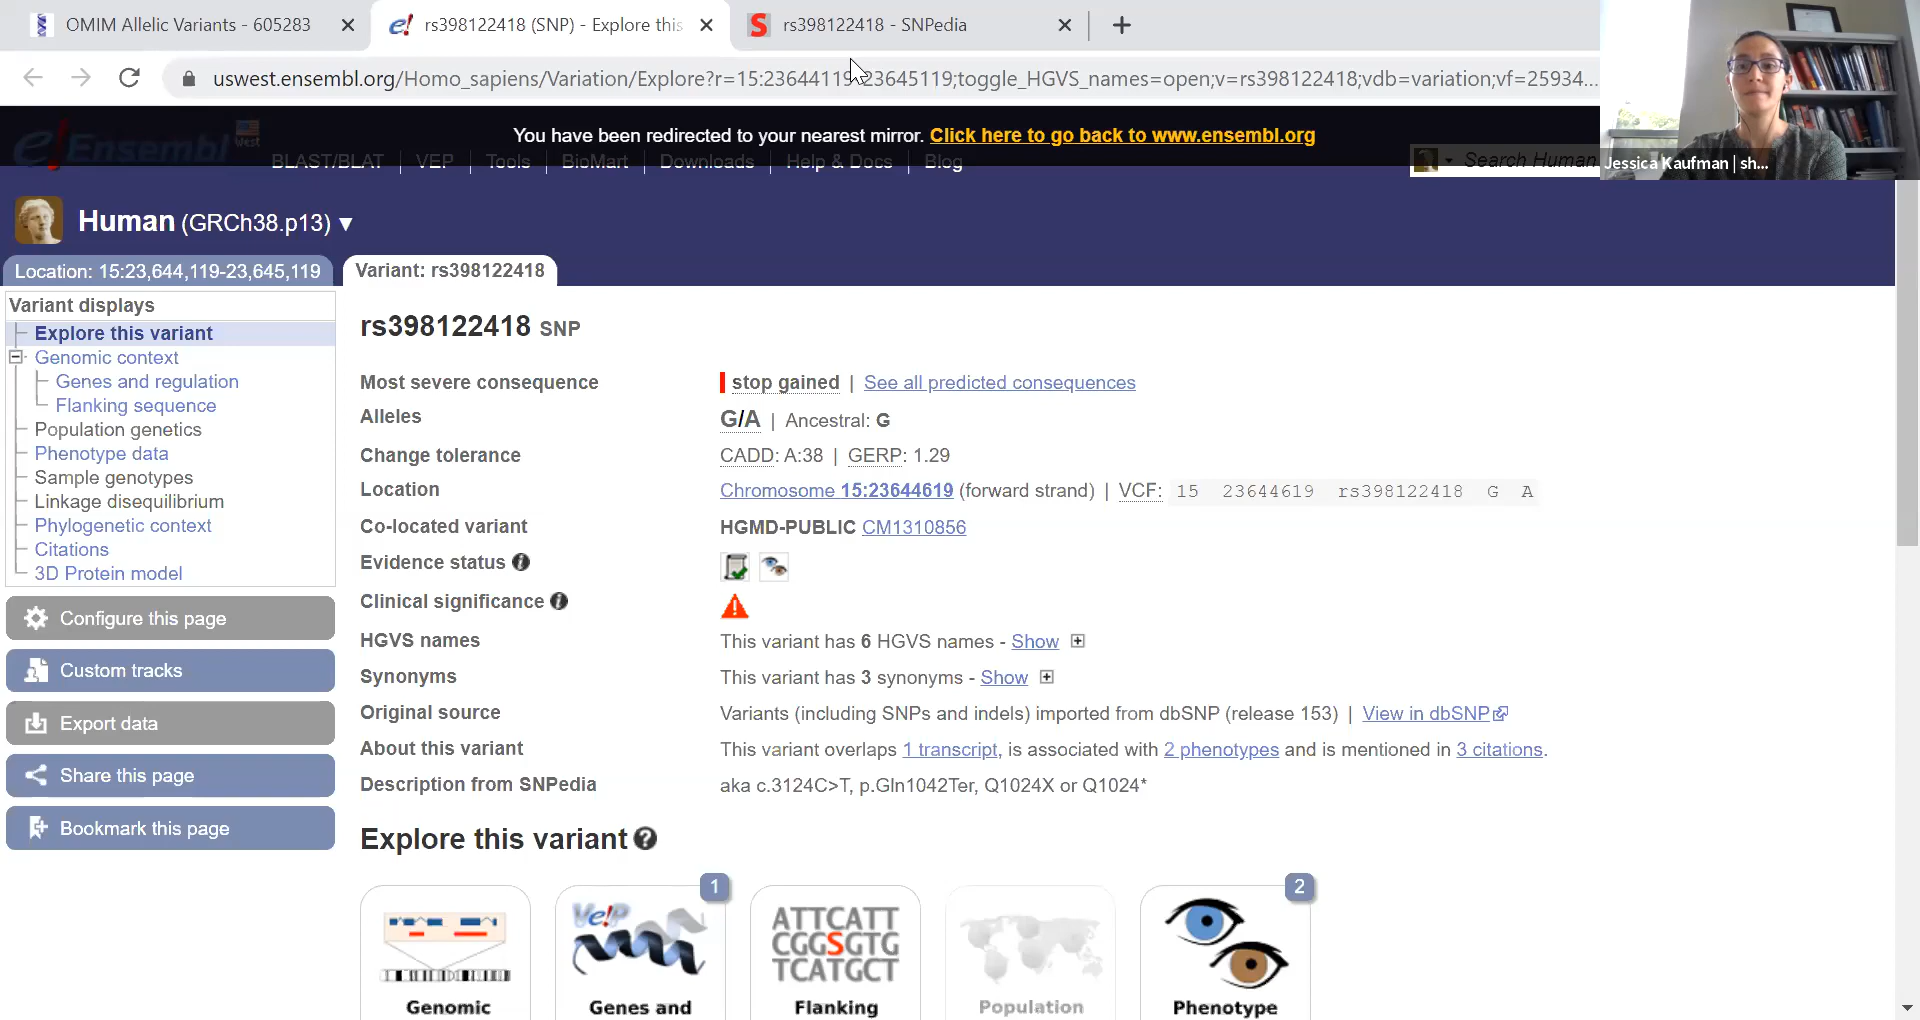 OMIM Allelic Variants - 605283
rs398122418 (SNP) - Explore this
rs398122418 - SNPedia
uswest.ensembl.org/Homo_sapiens/Variation/Explore?r=15:23644119-23645119;toggle_HGVS_names=open;v=rs398122418;vdb=variation;vf=25934...
e!Ensembl West
You have been redirected to your nearest mirror. Click here to go back to www.ensembl.org
BLAST/BLAT | VEP | Tools | BioMart | Downloads | Help & Docs | Blog
Search Human
Jessica Kaufman | sh...
Human (GRCh38.p13) ▼
Location: 15:23,644,119-23,645,119
Variant: rs398122418
Variant displays
Explore this variant
Genomic context
Genes and regulation
Flanking sequence
Population genetics
Phenotype data
Sample genotypes
Linkage disequilibrium
Phylogenetic context
Citations
3D Protein model
Configure this page
Custom tracks
Export data
Share this page
Bookmark this page
rs398122418 SNP
Most severe consequence
stop gained | See all predicted consequences
Alleles
G/A | Ancestral: G
Change tolerance
CADD: A:38 | GERP: 1.29
Location
Chromosome 15:23644619 (forward strand) | VCF: 15 23644619 rs398122418 G A
Co-located variant
HGMD-PUBLIC CM1310856
Evidence status
Clinical significance
HGVS names
This variant has 6 HGVS names - Show
Synonyms
This variant has 3 synonyms - Show
Original source
Variants (including SNPs and indels) imported from dbSNP (release 153) | View in dbSNP
About this variant
This variant overlaps 1 transcript, is associated with 2 phenotypes and is mentioned in 3 citations.
Description from SNPedia
aka c.3124C>T, p.Gln1042Ter, Q1024X or Q1024*
Explore this variant
Genomic
1
Ve!P
Genes and
ATTCATT
CGGSGTG
TCATGCT
Flanking
Population
2
Phenotype